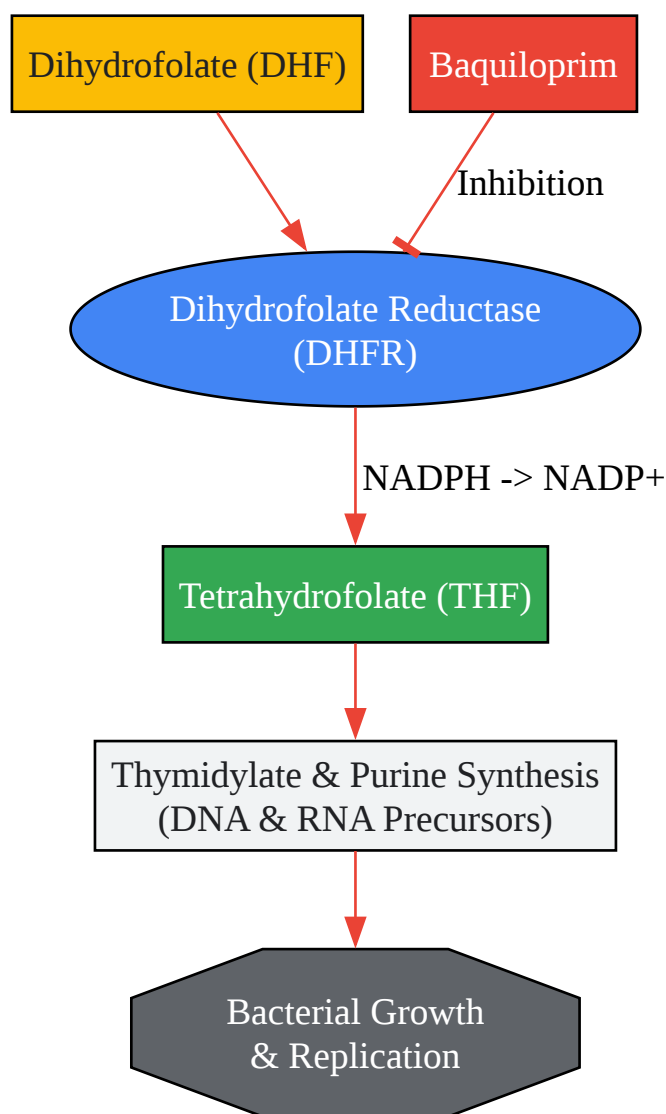 Dihydrofolate (DHF)
Baquiloprim
Inhibition
Dihydrofolate Reductase
(DHFR)
NADPH -> NADP+
Tetrahydrofolate (THF)
Thymidylate & Purine Synthesis
(DNA & RNA Precursors)
Bacterial Growth
& Replication